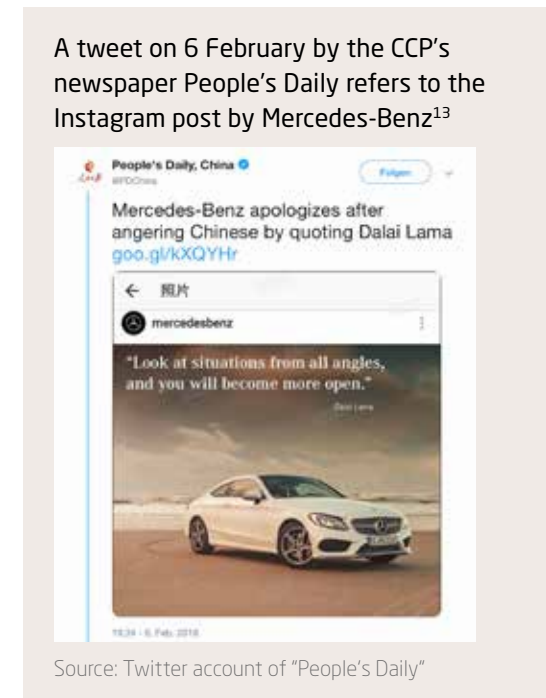 A tweet on 6 February by the CCP's
newspaper People's Daily refers to the
Instagram post by Mercedes-Benz13
People's Daily, China
@PDChina
Folgen
Mercedes-Benz apologizes after
angering Chinese by quoting Dalai Lama
goo.gl/kXQYHr
照片
mercedesbenz
"Look at situations from all angles,
and you will become more open."
Dalai Lama
6. Feb. 2018
Source: Twitter account of "People's Daily"